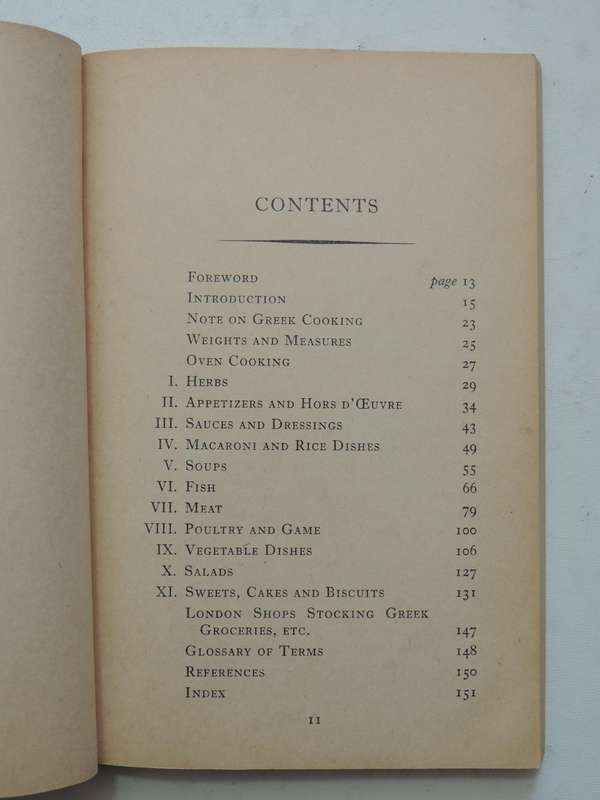 CONTENTS
FOREWORD page 13
INTRODUCTION 15
NOTE ON GREEK COOKING 23
WEIGHTS AND MEASURES 25
OVEN COOKING 27
I. HERBS 29
II. APPETIZERS AND HORS D'ŒUVRE 34
III. SAUCES AND DRESSINGS 43
IV. MACARONI AND RICE DISHES 49
V. SOUPS 55
VI. FISH 66
VII. MEAT 79
VIII. POULTRY AND GAME 100
IX. VEGETABLE DISHES 106
X. SALADS 127
XI. SWEETS, CAKES AND BISCUITS 131
LONDON SHOPS STOCKING GREEK
GROCERIES, ETC. 147
GLOSSARY OF TERMS 148
REFERENCES 150
INDEX 151
11